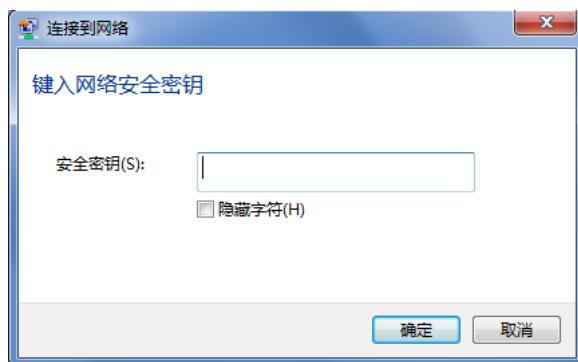 连接到网络
键入网络安全密钥
安全密钥(S):
隐藏字符(H)
确定
取消